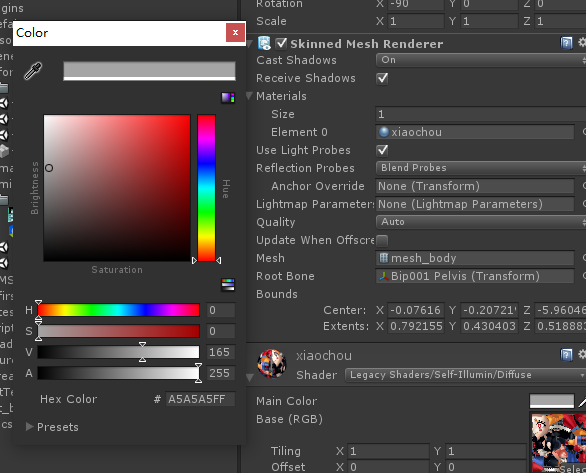 Rotation X -90 Y 0 Z 0
Scale X 1 Y 1 Z 1
Color x
Brightness
Hue
Saturation
H 0
S 0
V 165
A 255
Hex Color # A5A5A5FF
Presets
Skinned Mesh Renderer
Cast Shadows On
Receive Shadows
Materials
Size 1
Element 0 xiaochou
Use Light Probes
Reflection Probes Blend Probes
Anchor Override None (Transform)
Lightmap Parameters None (Lightmap Parameters)
Quality Auto
Update When Offscre
Mesh mesh_body
Root Bone Bip001 Pelvis (Transform)
Bounds
Center: X -0.07616 Y -0.20721 Z -5.96046
Extents: X 0.792155 Y 0.430403 Z 0.51888
xiaochou
Shader Legacy Shaders/Self-Illumin/Diffuse
Main Color
Base (RGB)
Tiling X 1 Y 1
Offset X 0 Y 0
Selec